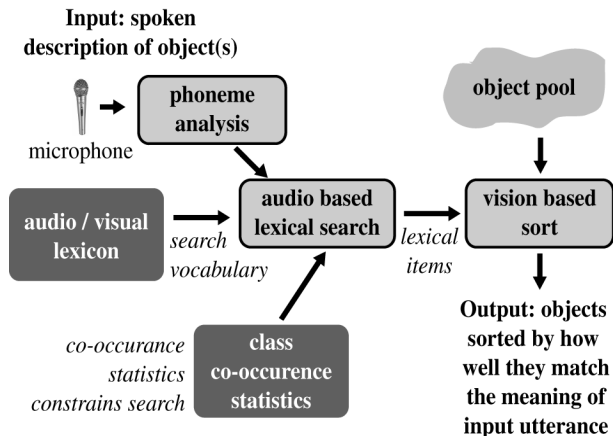 Input: spoken
description of object(s)
microphone
phoneme
analysis
object pool
audio / visual
lexicon
search
vocabulary
audio based
lexical search
lexical
items
vision based
sort
co-occurance
statistics
constrains search
class
co-occurence
statistics
Output: objects
sorted by how
well they match
the meaning of
input utterance